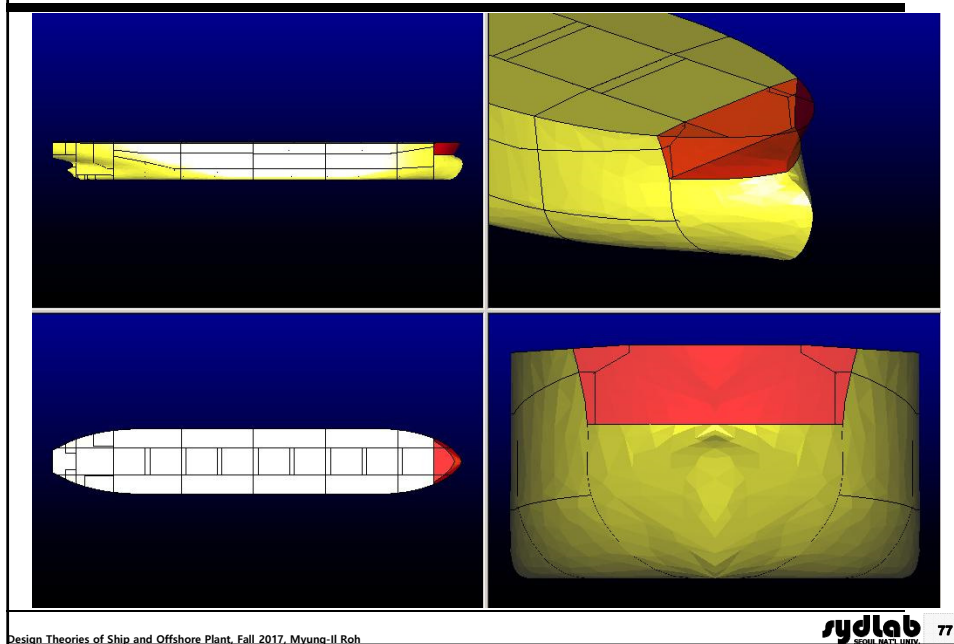 Design Theories of Ship and Offshore Plant, Fall 2017, Myung-Il Roh
sydlab
SEOUL NAT'L UNIV.
77